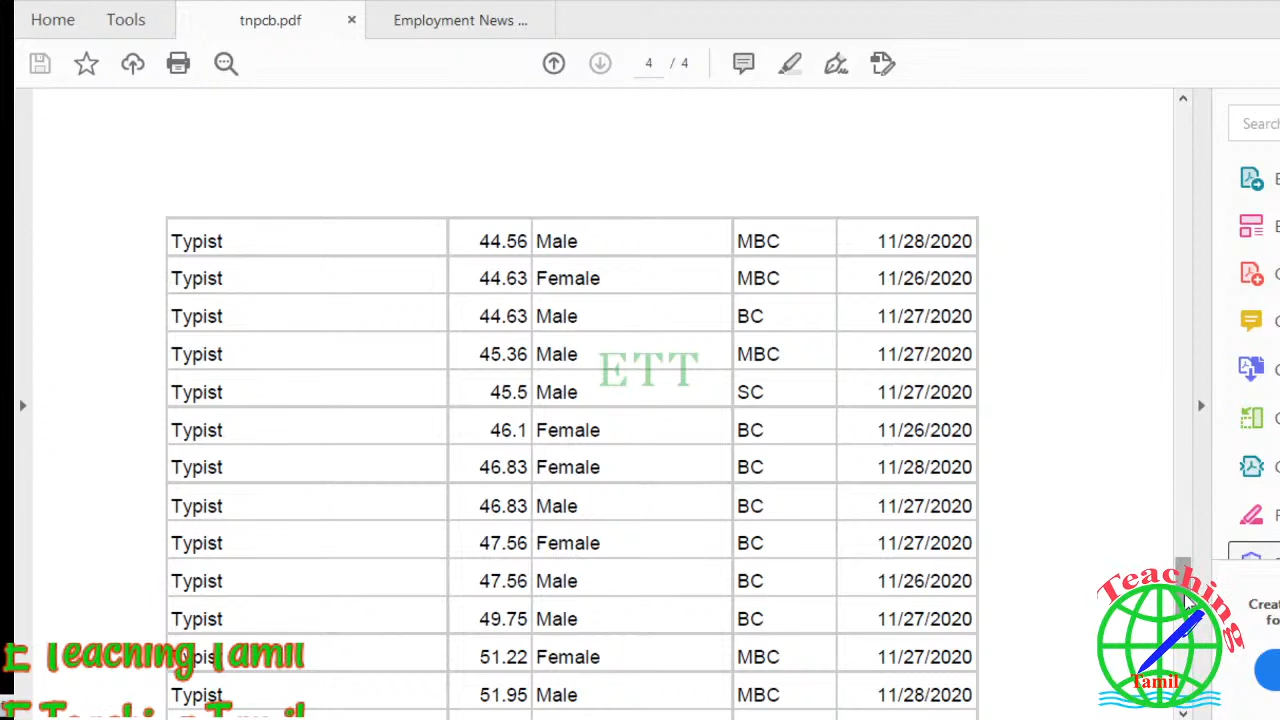 Home Tools tnpcb.pdf × Employment News ...
4 / 4
Search
Typist 44.56 Male MBC 11/28/2020
Typist 44.63 Female MBC 11/26/2020
Typist 44.63 Male BC 11/27/2020
Typist 45.36 Male MBC 11/27/2020
ETT
Typist 45.5 Male SC 11/27/2020
Typist 46.1 Female BC 11/26/2020
Typist 46.83 Female BC 11/28/2020
Typist 46.83 Male BC 11/27/2020
Typist 47.56 Female BC 11/27/2020
Typist 47.56 Male BC 11/26/2020
Typist 49.75 Male BC 11/27/2020
Typist 51.22 Female MBC 11/27/2020
Typist 51.95 Male MBC 11/28/2020
E Teaching Tamil
E Teaching Tamil
Teaching
Tamil